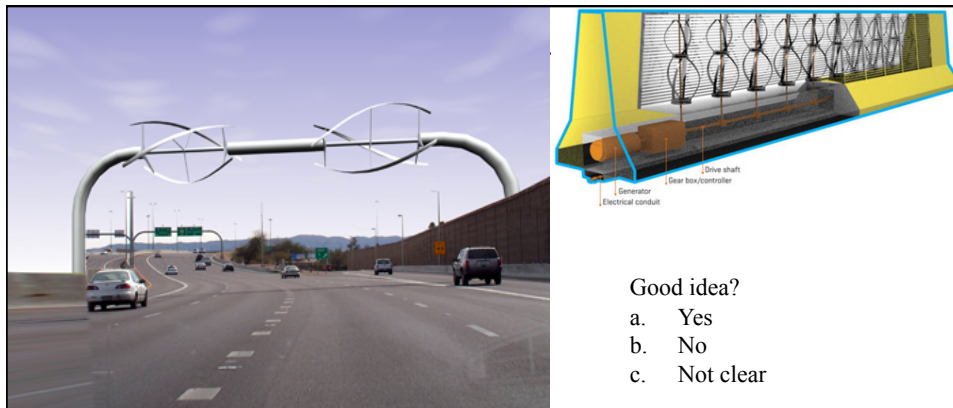 Drive shaft
Gear box/controller
Generator
Electrical conduit
Good idea?
a. Yes
b. No
c. Not clear